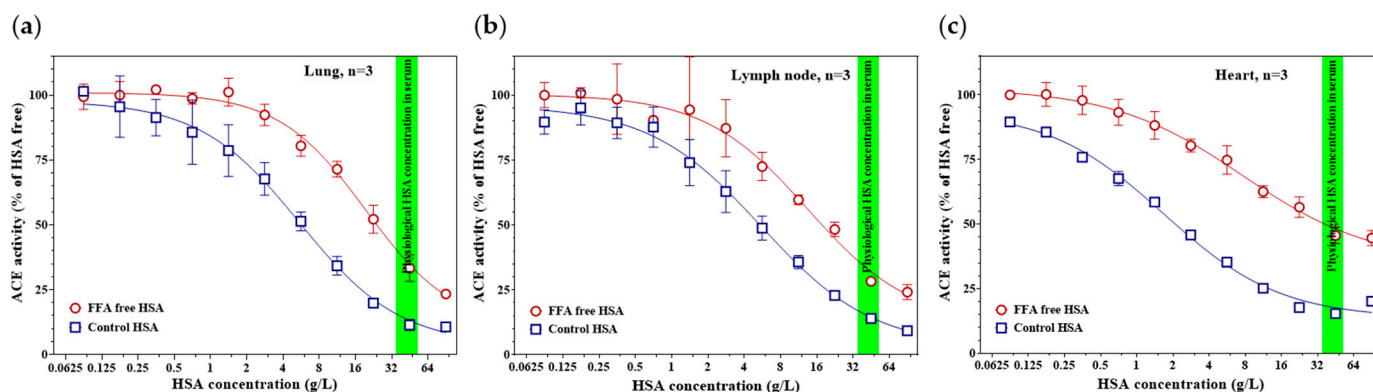 (a)
ACE activity (% of HSA free)
100
75
50
25
0
Lung, n=3
Physiological HSA concentration in serum
FFA free HSA
Control HSA
0.0625 0.125 0.25 0.5 1 2 4 8 16 32 64
HSA concentration (g/L)
(b)
ACE activity (% of HSA free)
100
75
50
25
0
Lymph node, n=3
Physiological HSA concentration in serum
FFA free HSA
Control HSA
0.0625 0.125 0.25 0.5 1 2 4 8 16 32 64
HSA concentration (g/L)
(c)
ACE activity (% of HSA free)
100
75
50
25
0
Heart, n=3
Physiological HSA concentration in serum
FFA free HSA
Control HSA
0.0625 0.125 0.25 0.5 1 2 4 8 16 32 64
HSA concentration (g/L)